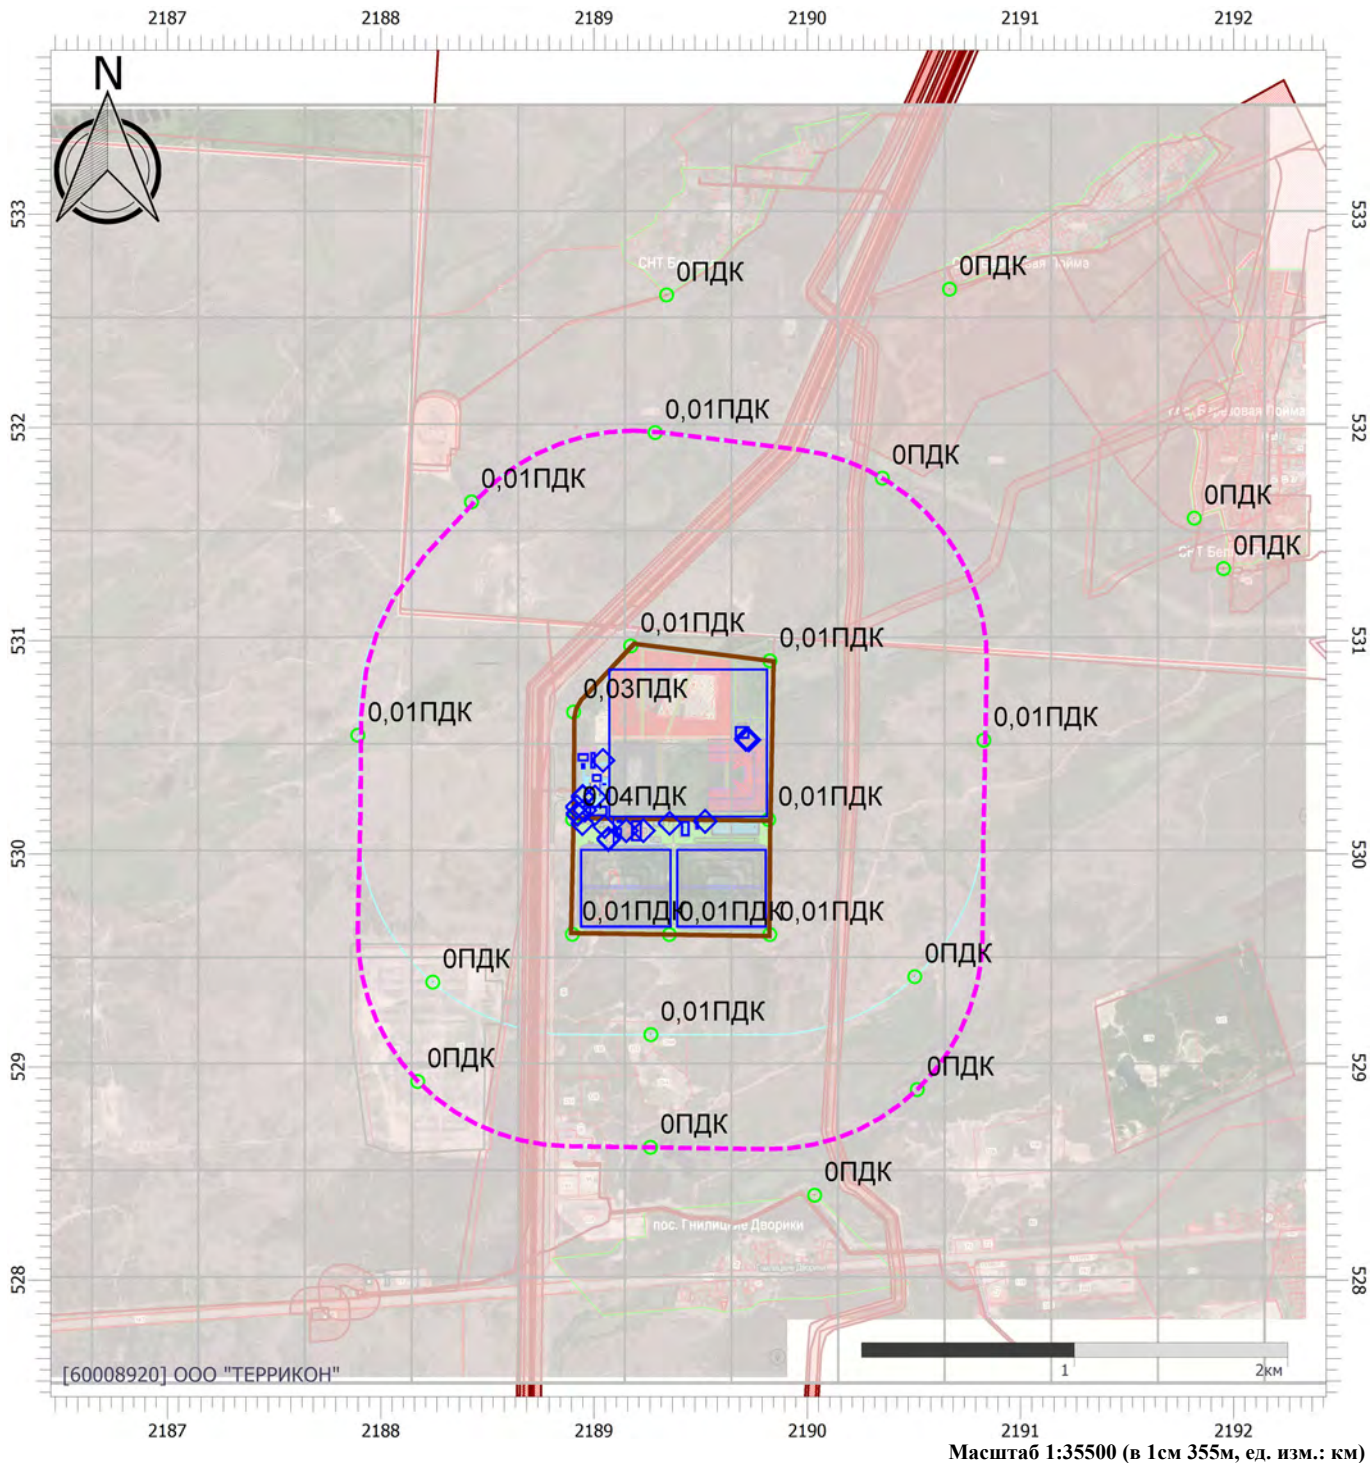 2187 2188 2189 2190 2191 2192
N
533 533
СНТ
0ПДК
0ПДК
532 532
0,01ПДК
0ПДК
0,01ПДК
0ПДК
0ПДК
531 531
0,01ПДК
0,01ПДК
0,03ПДК
0,01ПДК
0,01ПДК
0,04ПДК
0,01ПДК
530 530
0,01ПДК
0,01ПДК
0,01ПДК
0ПДК
0ПДК
0,01ПДК
529 529
0ПДК
0ПДК
0ПДК
0ПДК
пос. Гнилицкие Дворики
528 528
[60008920] ООО "ТЕРРИКОН"
1 2км
2187 2188 2189 2190 2191 2192
Масштаб 1:35500 (в 1см 355м, ед. изм.: км)